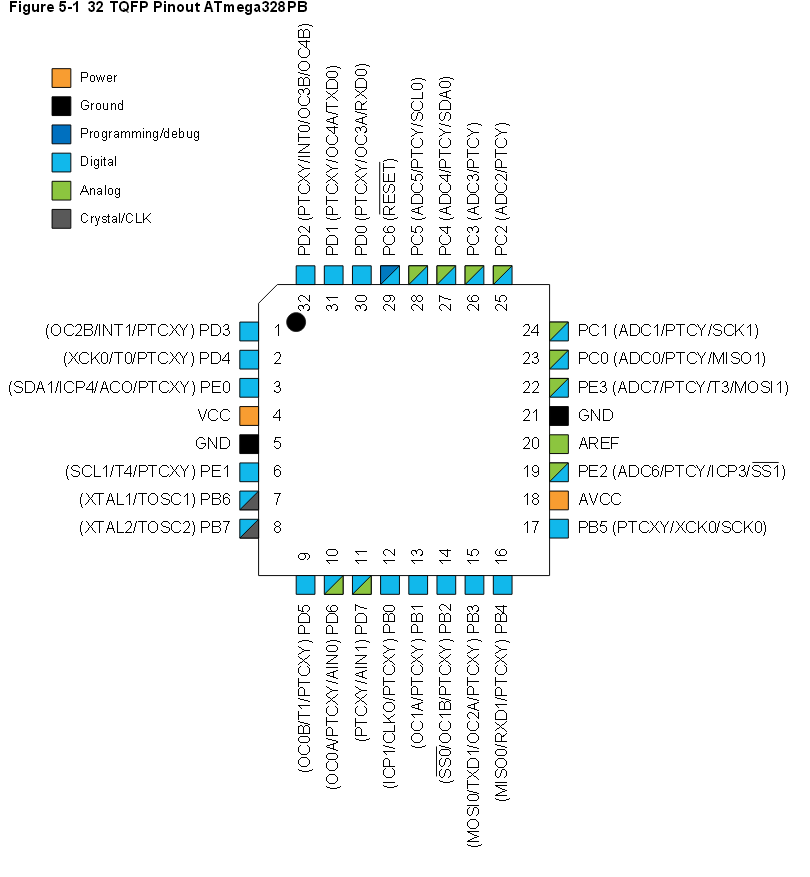 Figure 5-1 32 TQFP Pinout ATmega328PB
Power
Ground
Programming/debug
Digital
Analog
Crystal/CLK
PD2 (PTCXY/INT0/OC3B/OC4B)
PD1 (PTCXY/OC4A/TXD0)
PD0 (PTCXY/OC3A/RXD0)
PC6 (RESET)
PC5 (ADC5/PTCY/SCL0)
PC4 (ADC4/PTCY/SDA0)
PC3 (ADC3/PTCY)
PC2 (ADC2/PTCY)
32
31
30
29
28
27
26
25
(OC2B/INT1/PTCXY) PD3 1
(XCK0/T0/PTCXY) PD4 2
(SDA1/ICP4/ACO/PTCXY) PE0 3
VCC 4
GND 5
(SCL1/T4/PTCXY) PE1 6
(XTAL1/TOSC1) PB6 7
(XTAL2/TOSC2) PB7 8
24 PC1 (ADC1/PTCY/SCK1)
23 PC0 (ADC0/PTCY/MISO1)
22 PE3 (ADC7/PTCY/T3/MOSI1)
21 GND
20 AREF
19 PE2 (ADC6/PTCY/ICP3/SS1)
18 AVCC
17 PB5 (PTCXY/XCK0/SCK0)
9
10
11
12
13
14
15
16
(OC0B/T1/PTCXY) PD5
(OC0A/PTCXY/AIN0) PD6
(PTCXY/AIN1) PD7
(ICP1/CLKO/PTCXY) PB0
(OC1A/PTCXY) PB1
(SS0/OC1B/PTCXY) PB2
(MOSI0/TXD1/OC2A/PTCXY) PB3
(MISO0/RXD1/PTCXY) PB4